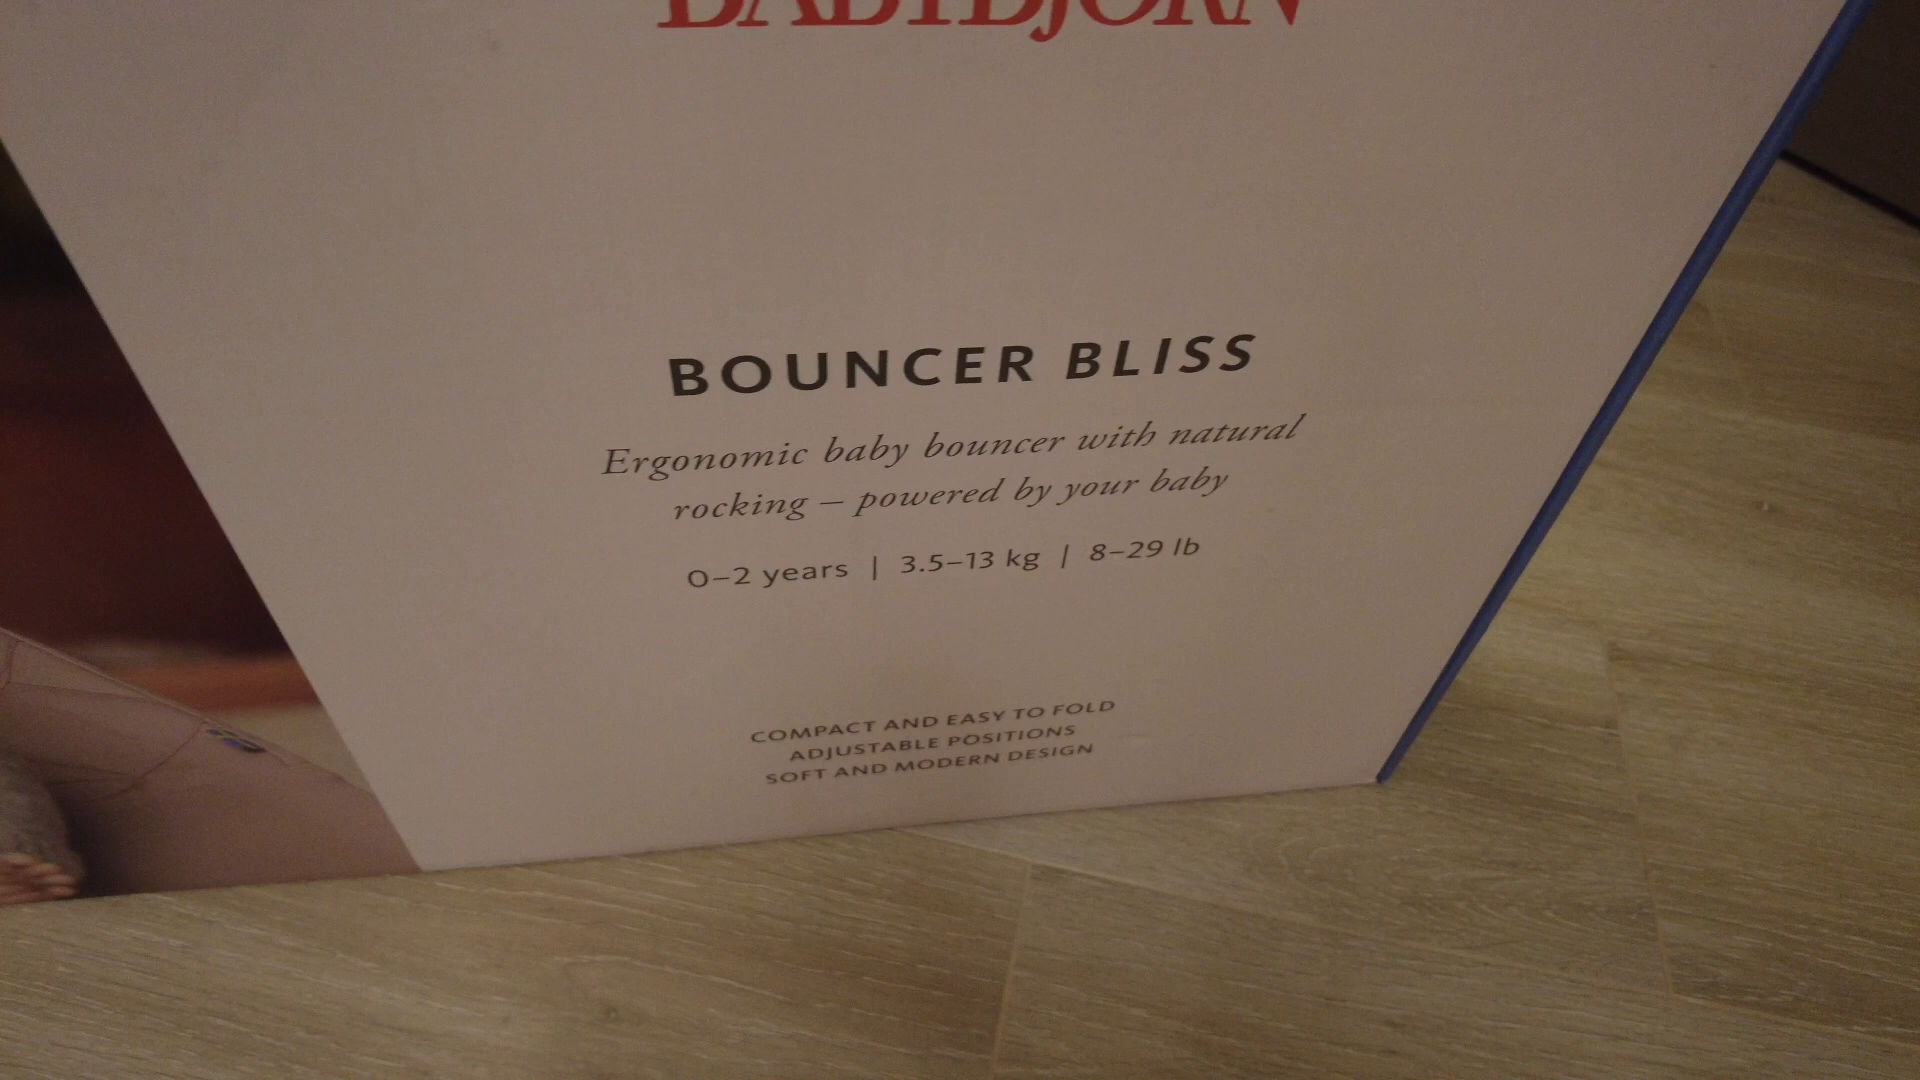 BABYBJÖRN
BOUNCER BLISS
Ergonomic baby bouncer with natural
rocking – powered by your baby
0–2 years | 3.5–13 kg | 8–29 lb
COMPACT AND EASY TO FOLD
ADJUSTABLE POSITIONS
SOFT AND MODERN DESIGN